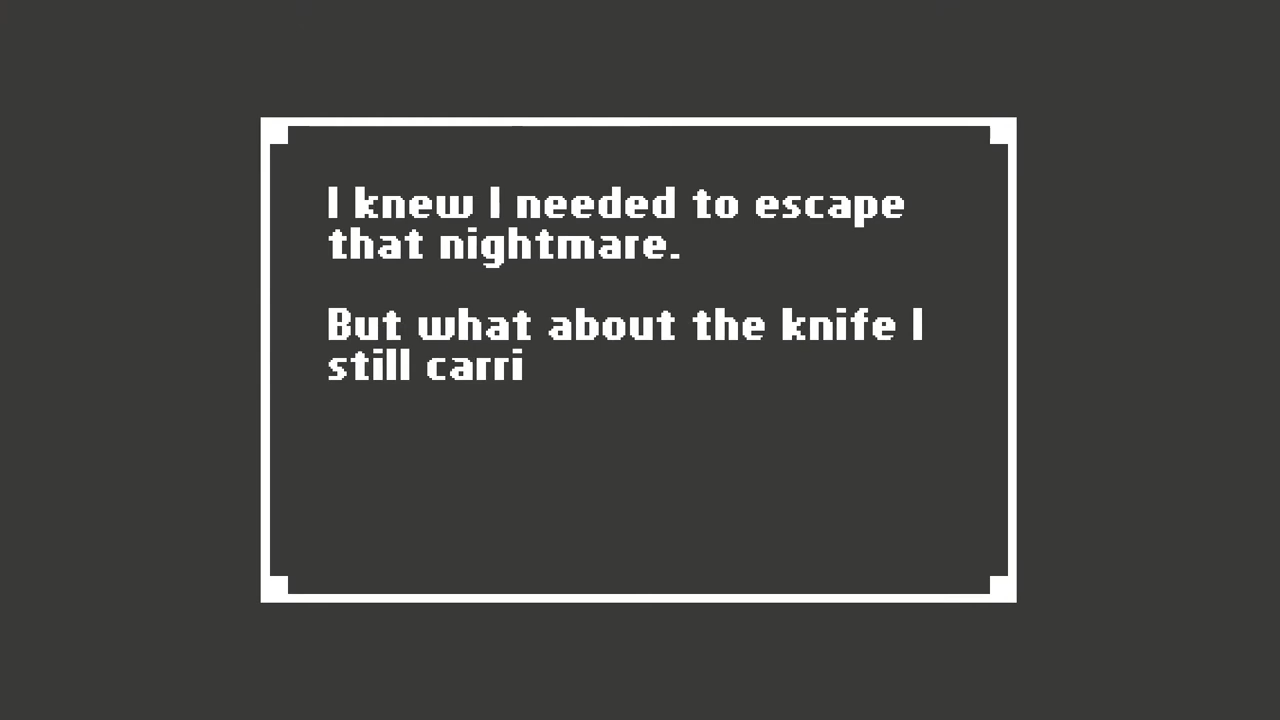 I knew I needed to escape
that nightmare.
But what about the knife I
still carri